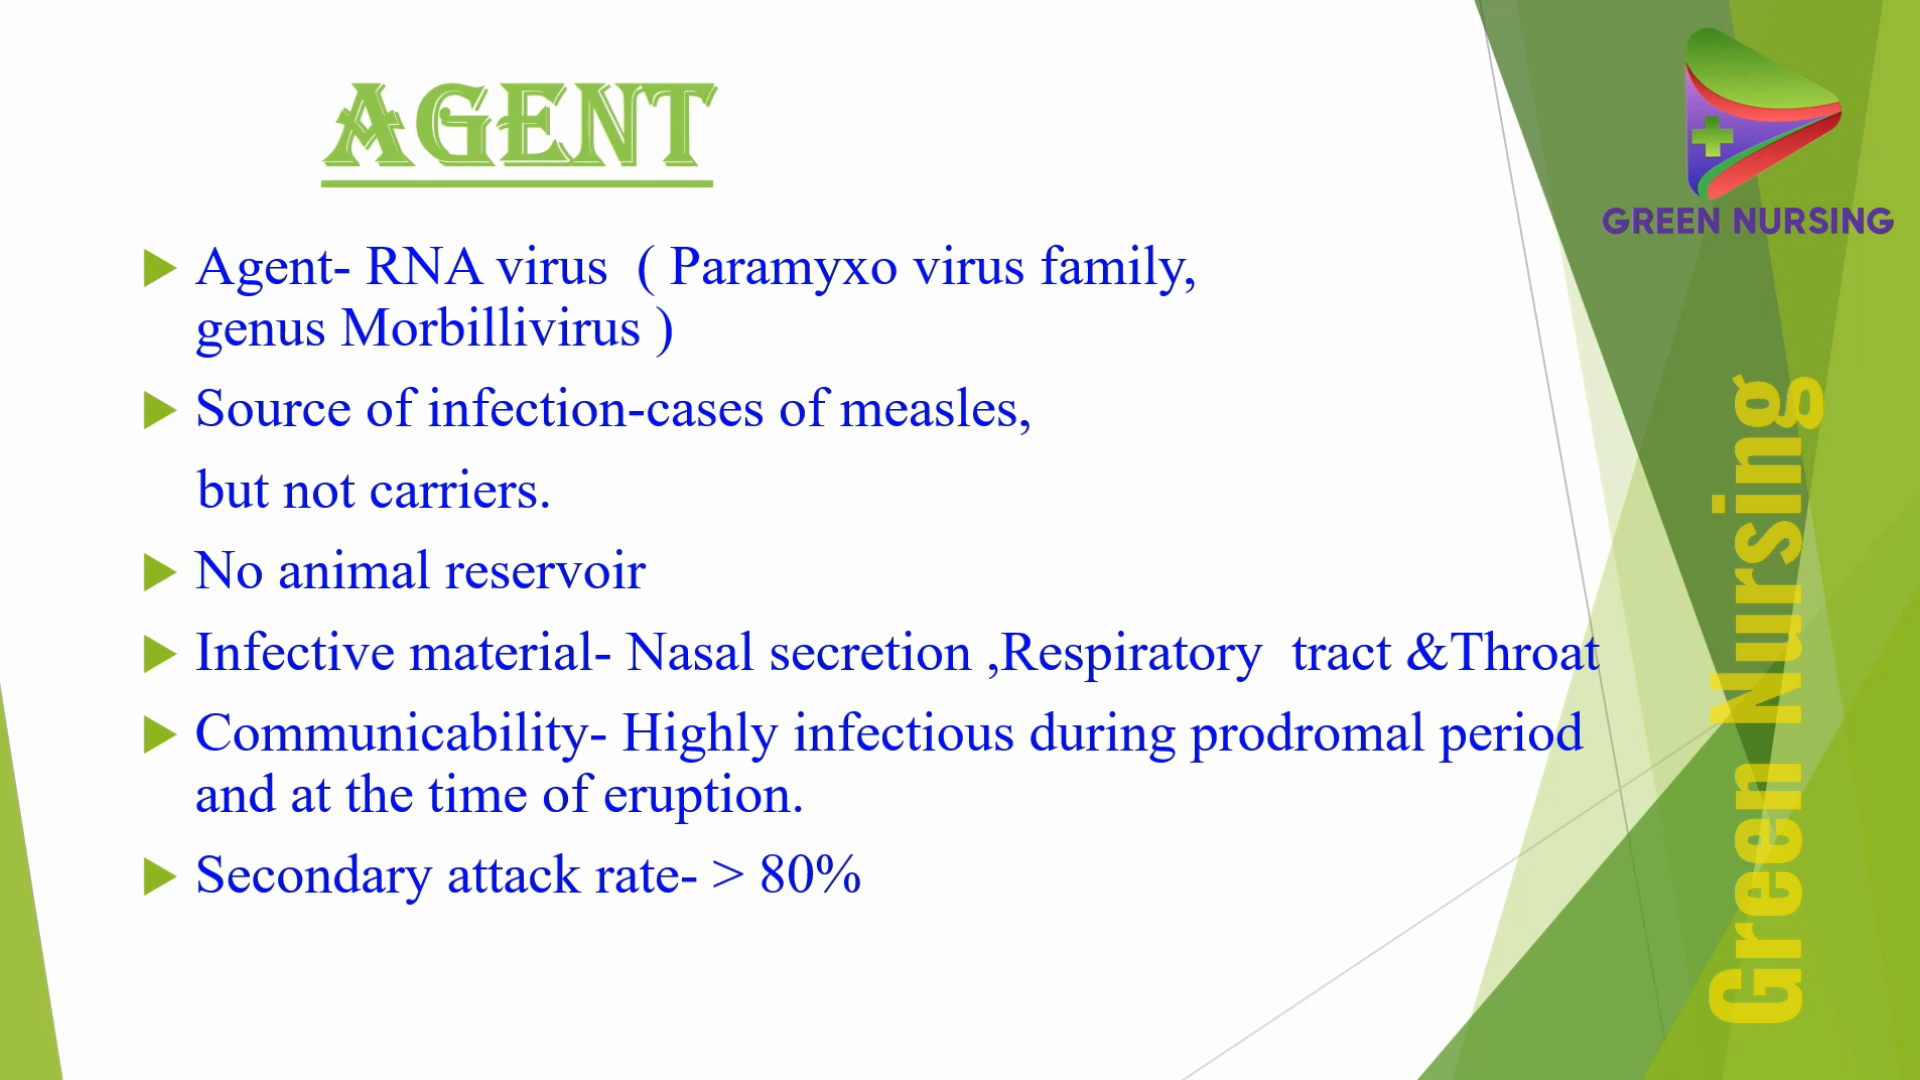 AGENT
GREEN NURSING
Agent- RNA virus ( Paramyxo virus family,
genus Morbillivirus )
Source of infection-cases of measles,
but not carriers.
No animal reservoir
Infective material- Nasal secretion ,Respiratory tract &Throat
Communicability- Highly infectious during prodromal period
and at the time of eruption.
Secondary attack rate- > 80%
Green Nursing